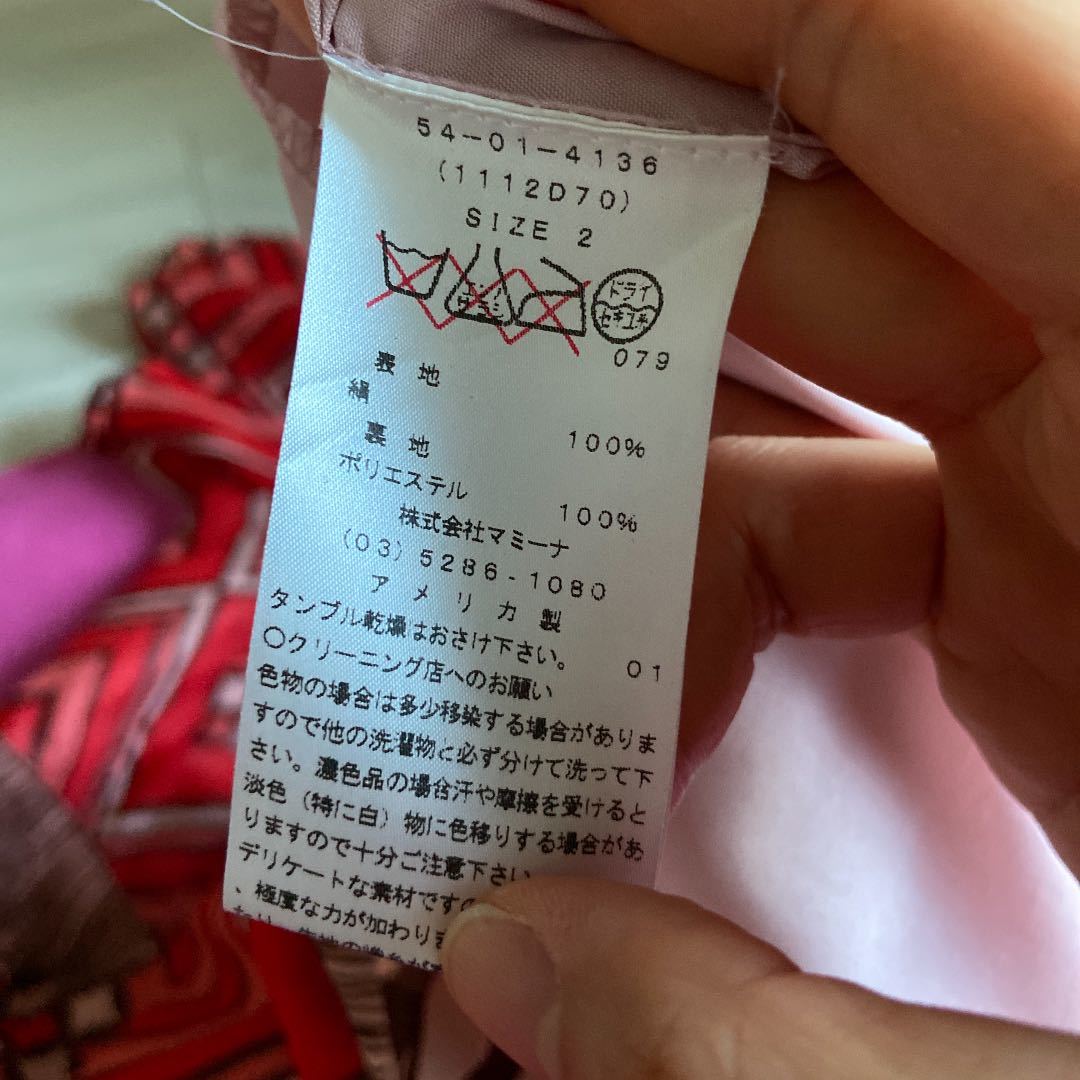 54-01-4136
(1112D70)
SIZE 2
ドライ
セキユ系
079
表地
絹 100%
裏地
ポリエステル 100%
株式会社マミーナ
(03) 5286-1080
アメリカ製
タンブル乾燥はおさけ下さい。 01
〇クリーニング店へのお願い
色物の場合は多少移染する場合がありま
すので他の洗濯物と必ず分けて洗って下
さい。濃色品の場合汗や摩擦を受けると
淡色(特に白)物に色移りする場合があ
りますので十分ご注意下さい
デリケートな素材ですの
、極度な力が加わりま